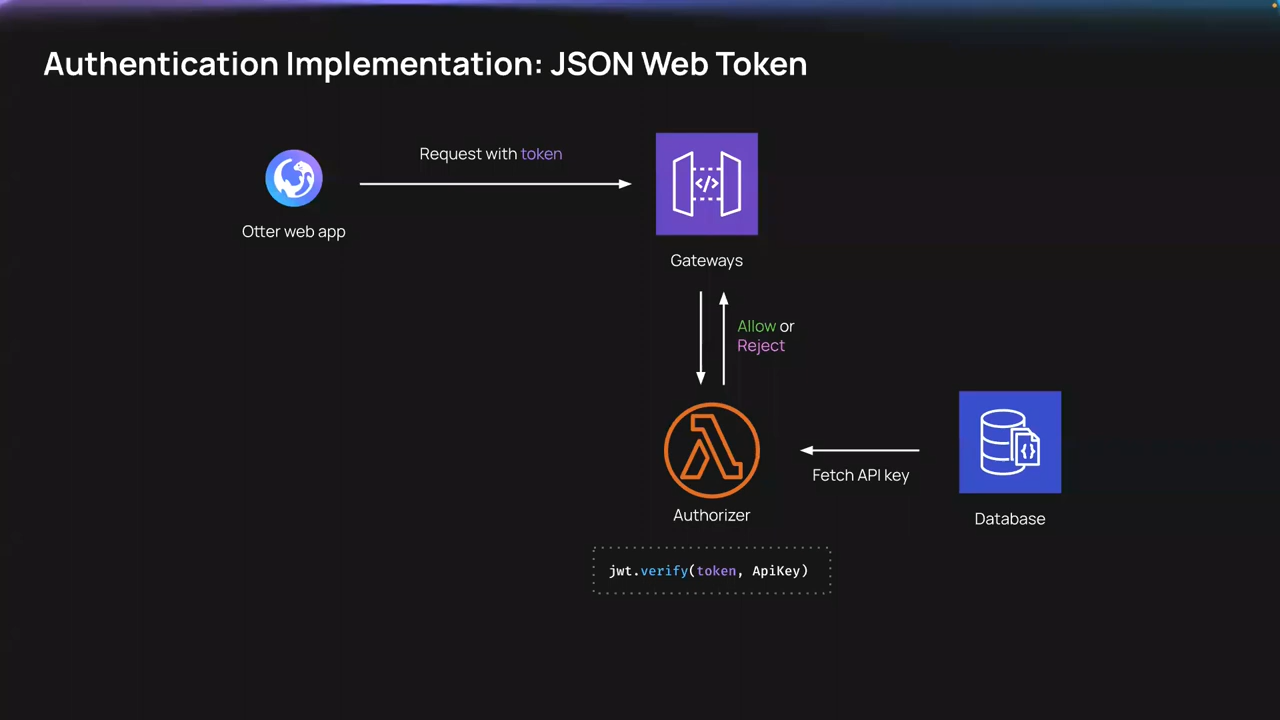 Authentication Implementation: JSON Web Token
Request with token
Otter web app
</>
Gateways
Allow or
Reject
{}
Fetch API key
Authorizer
Database
jwt.verify(token, ApiKey)